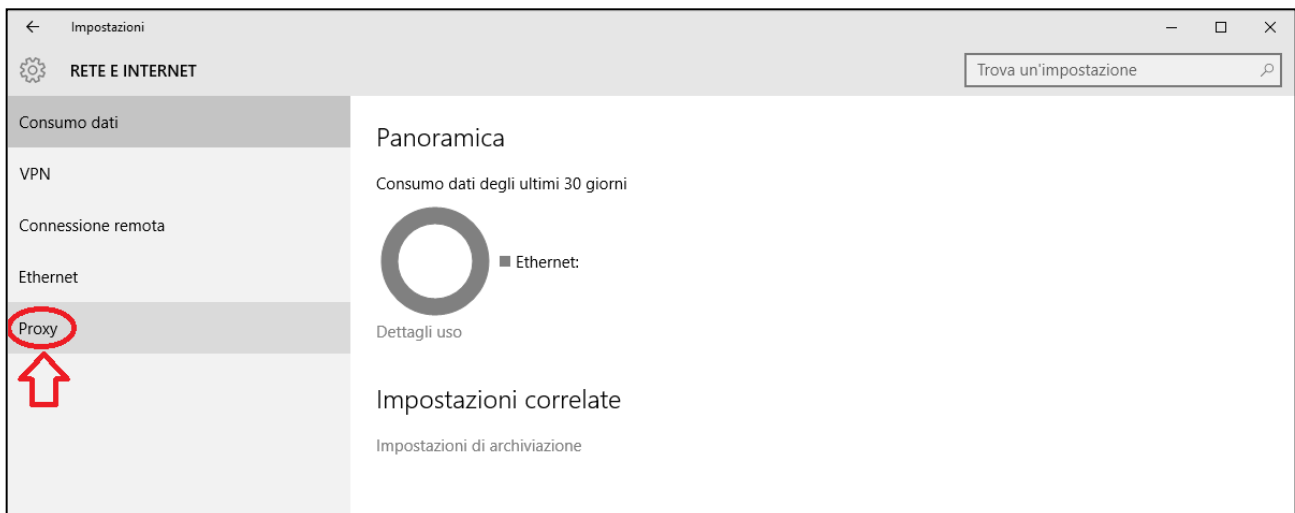 Impostazioni
RETE E INTERNET
Trova un'impostazione
Consumo dati
VPN
Connessione remota
Ethernet
Proxy
Panoramica
Consumo dati degli ultimi 30 giorni
Ethernet:
Dettagli uso
Impostazioni correlate
Impostazioni di archiviazione